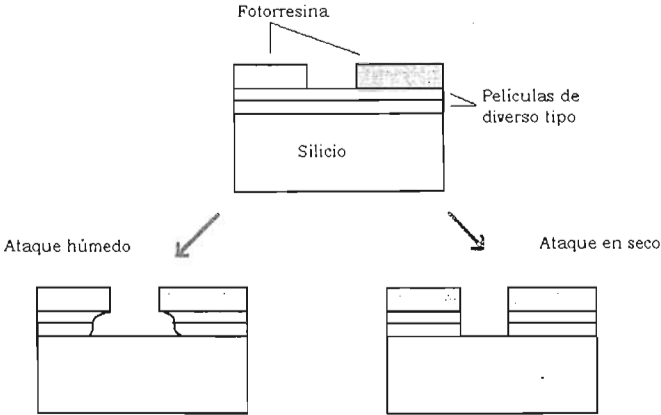 Fotorresina
Películas de
diverso tipo
Silicio
Ataque húmedo
Ataque en seco